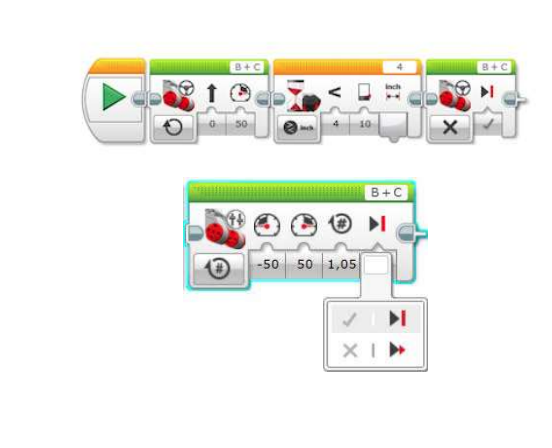 B + C 4 B + C
inch
0 50 inch 4 10
B + C
#
# -50 50 1,05